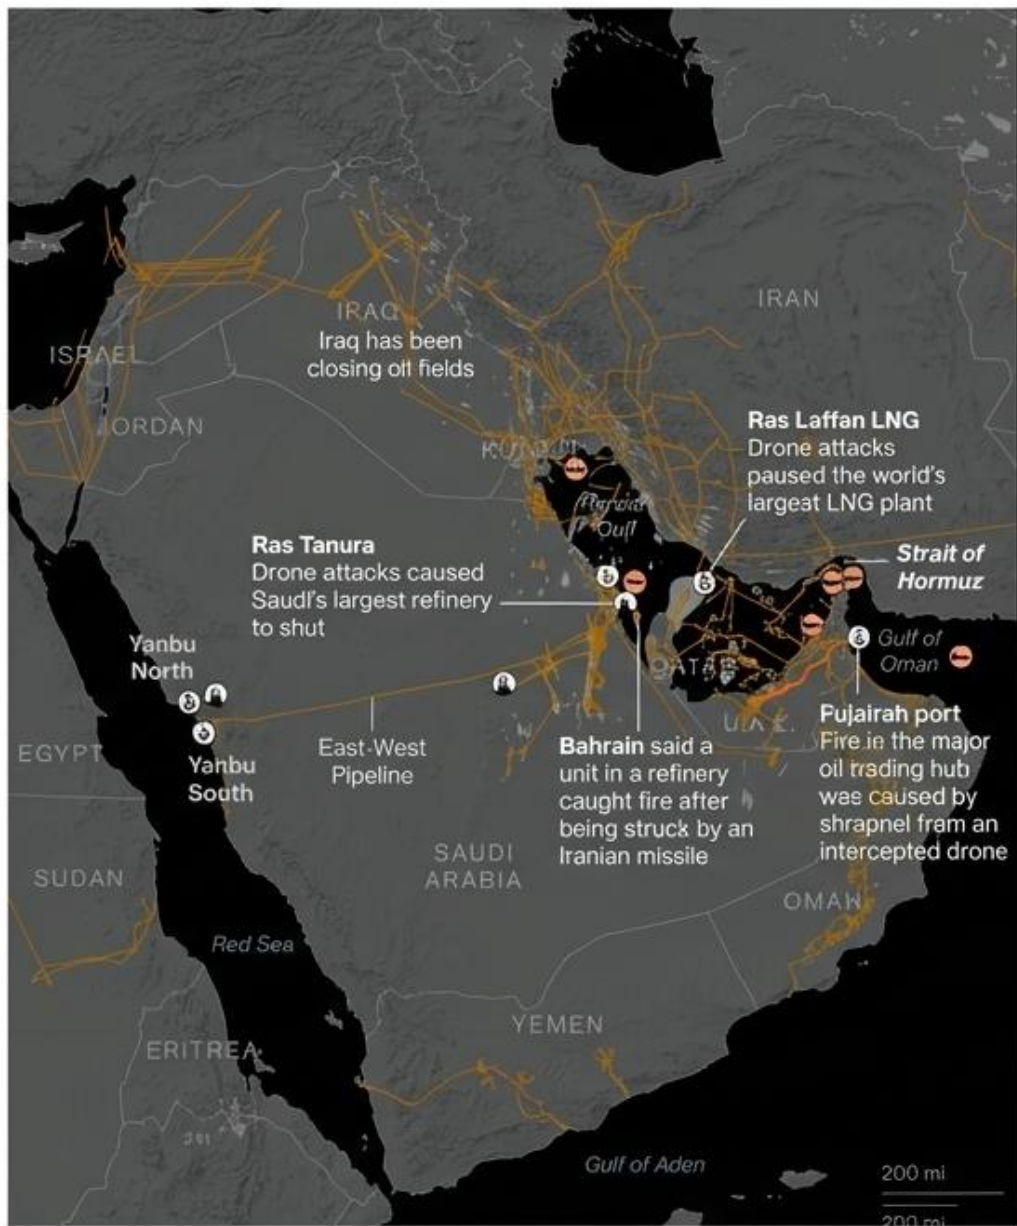 IRAQ
Iraq has been
closing oil fields
IRAN
ISRAEL
JORDAN
Ras Laffan LNG
Drone attacks
paused the world's
largest LNG plant
Ras Tanura
Drone attacks caused
Saudi's largest refinery
to shut
Strait of
Hormuz
Yanbu
North
Gulf of
Oman
QATAR
U.A.E.
EGYPT
East-West
Pipeline
Yanbu
South
Bahrain said a
unit in a refinery
caught fire after
being struck by an
Iranian missile
Fujairah port
Fire in the major
oil trading hub
was caused by
shrapnel from an
intercepted drone
SAUDI
ARABIA
SUDAN
OMAN
Red Sea
YEMEN
ERITREA
Gulf of Aden
200 mi
200 mi